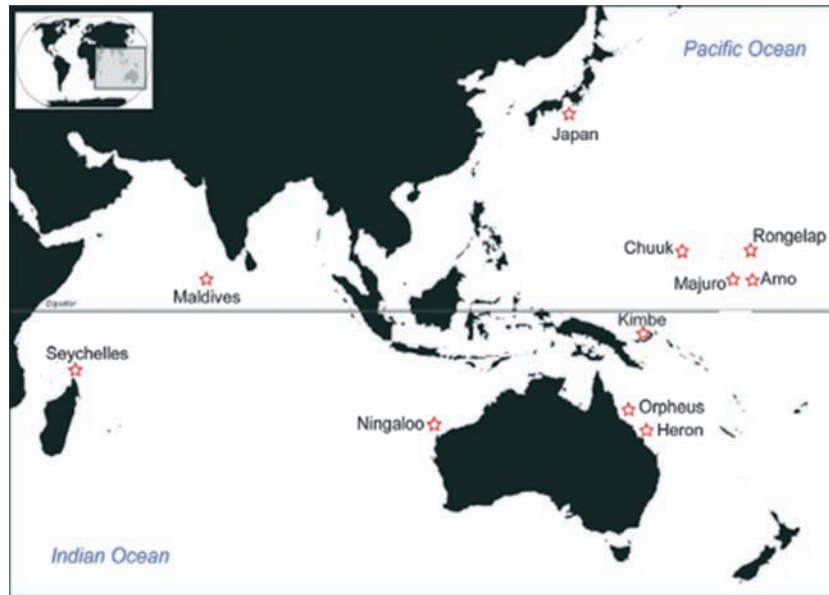 Pacific Ocean
Japan
Chuuk
Rongelap
Majuro
Arno
Maldives
Equator
Kimbe
Seychelles
Orpheus
Ningaloo
Heron
Indian Ocean